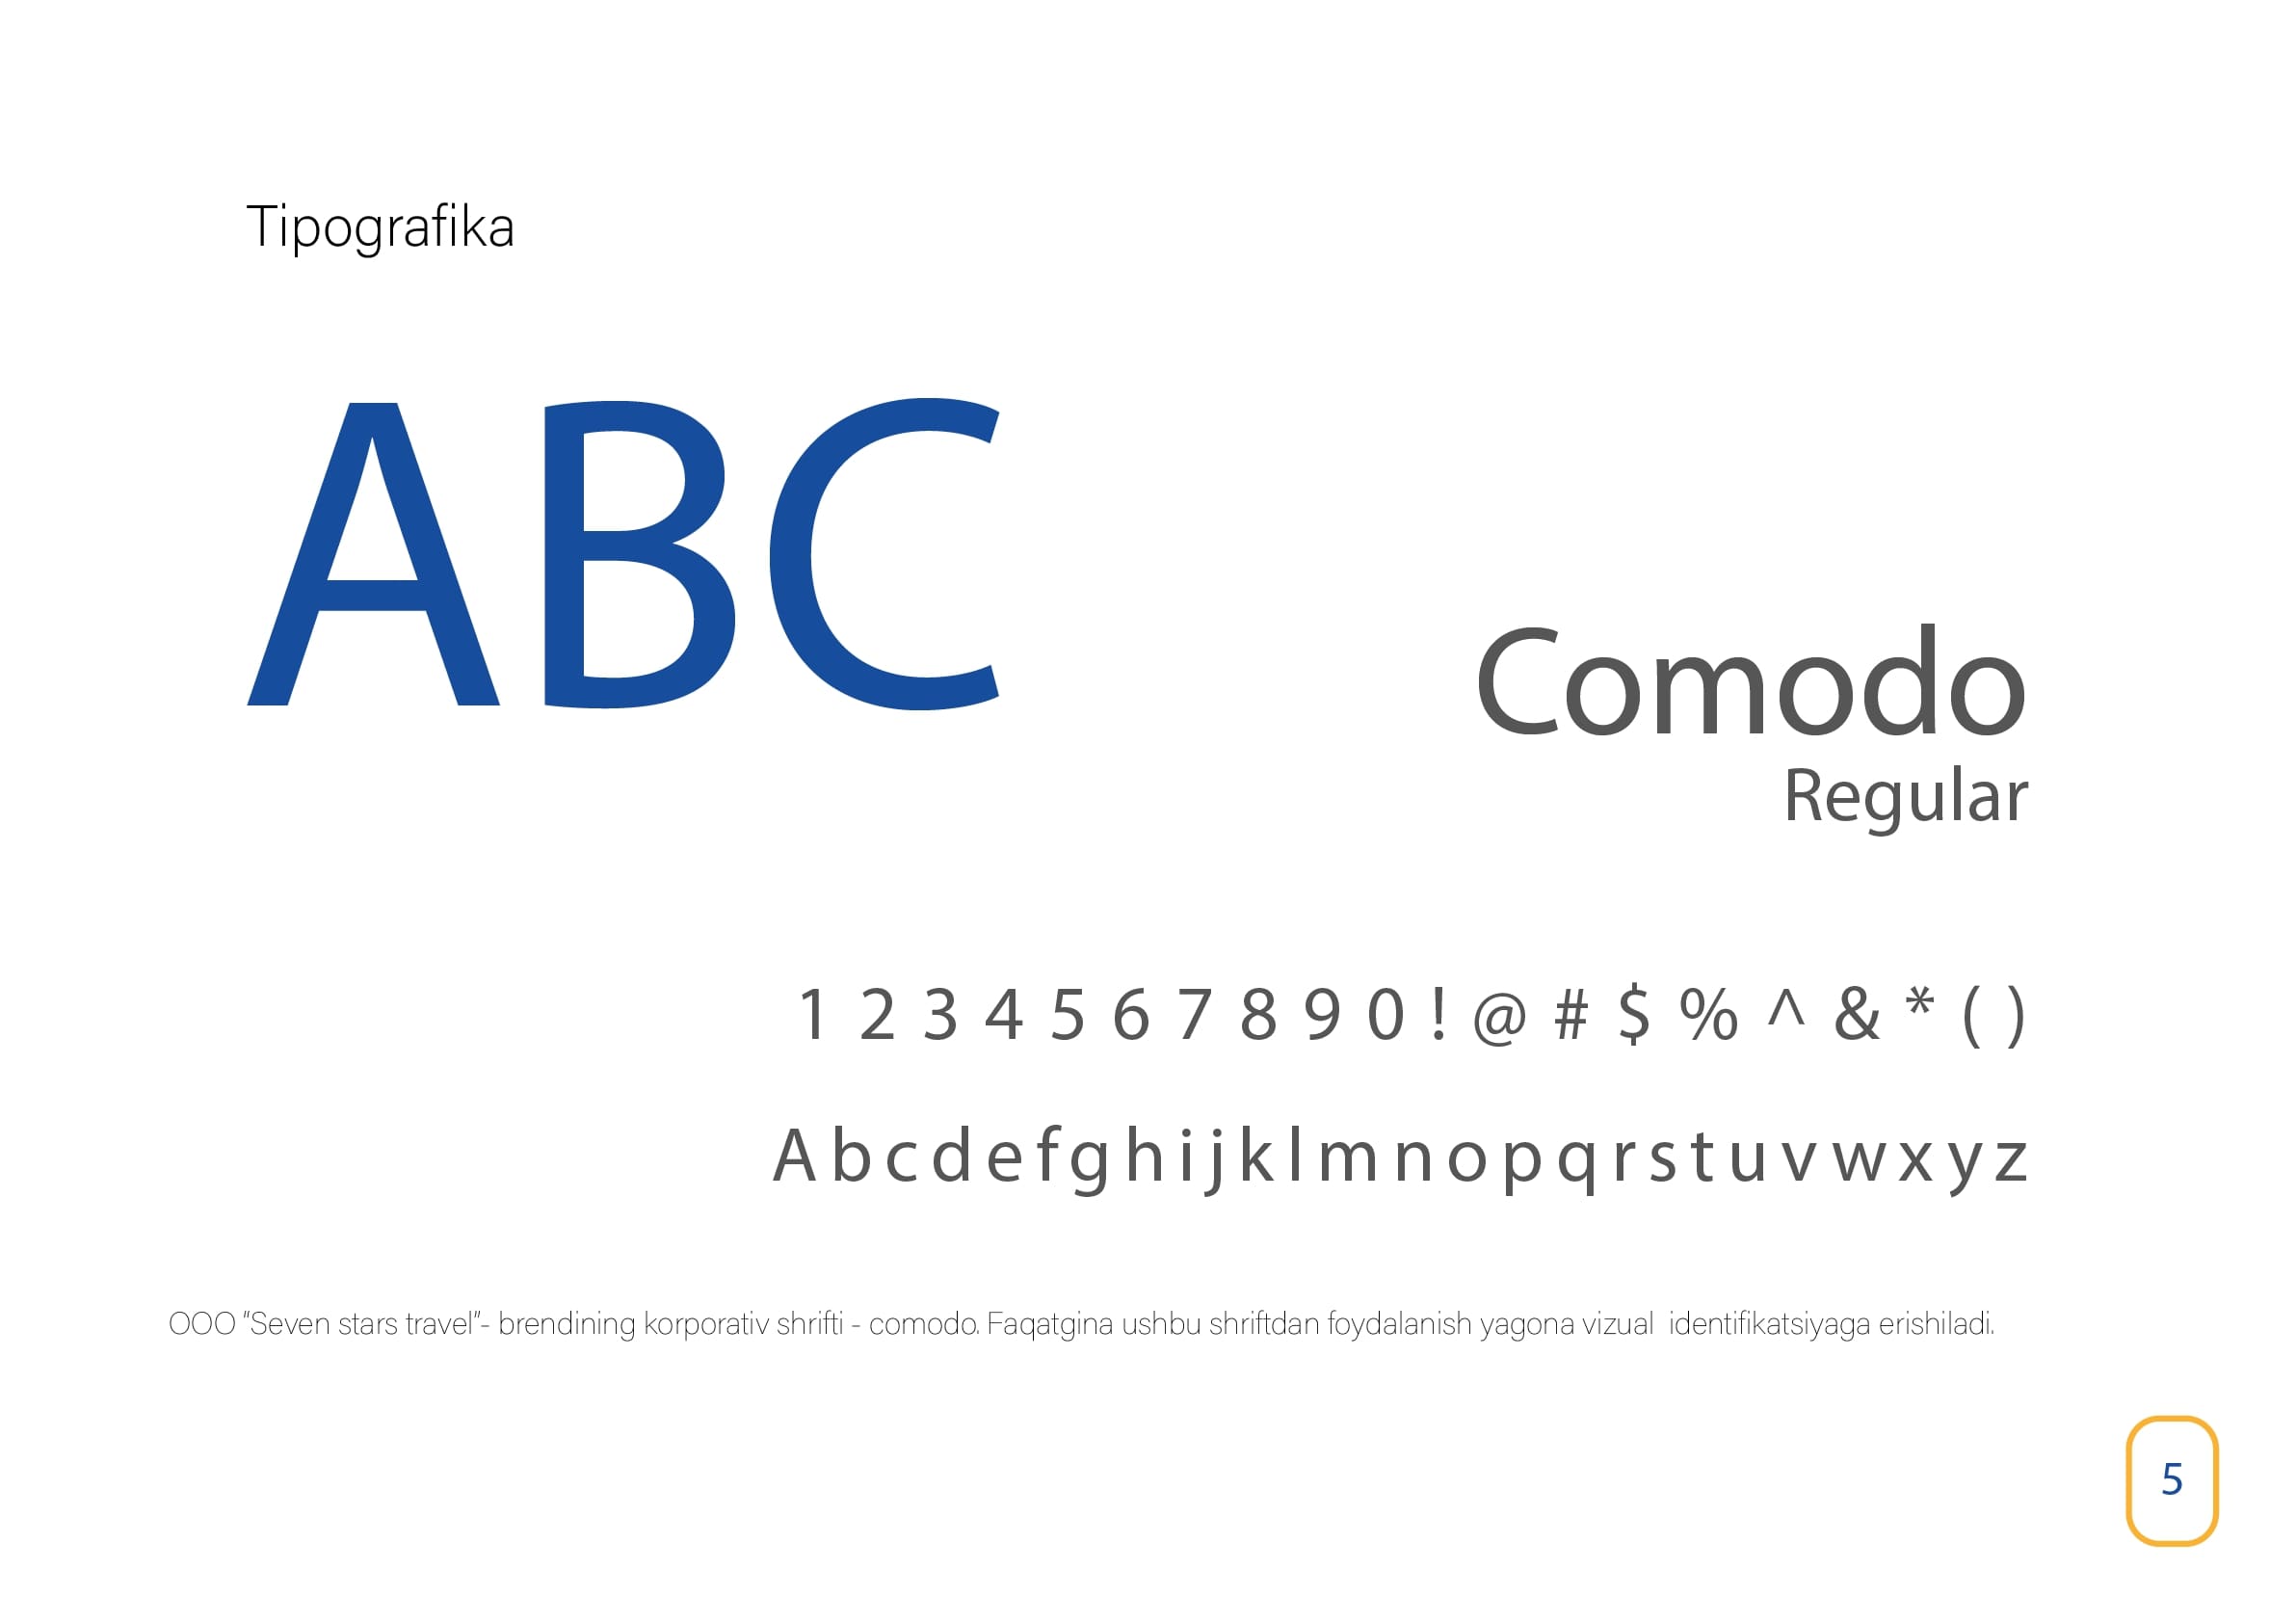 Tipografika
ABC
Comodo
Regular
1 2 3 4 5 6 7 8 9 0 ! @ # $ % ^ & * ( )
A b c d e f g h i j k l m n o p q r s t u v w x y z
OOO “Seven stars travel”- brendining korporativ shrifti - comodo. Faqatgina ushbu shriftdan foydalanish yagona vizual  identifikatsiyaga erishiladi.
5